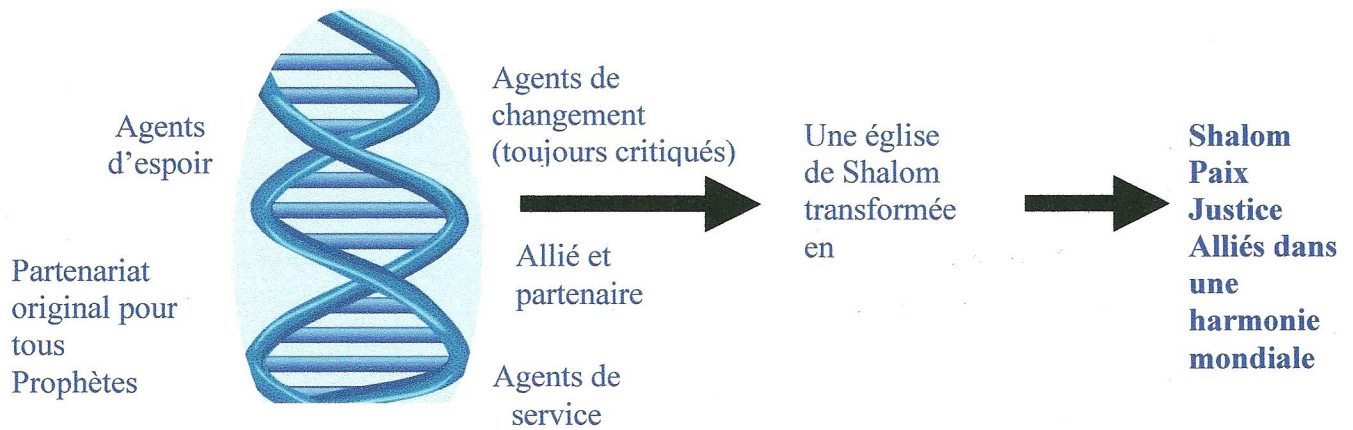 Agents
d’espoir
Partenariat
original pour
tous
Prophètes
Agents de
changement
(toujours critiqués)
Allié et
partenaire
Agents de
service
Une église
de Shalom
transformée
en
Shalom
Paix
Justice
Alliés dans
une
harmonie
mondiale